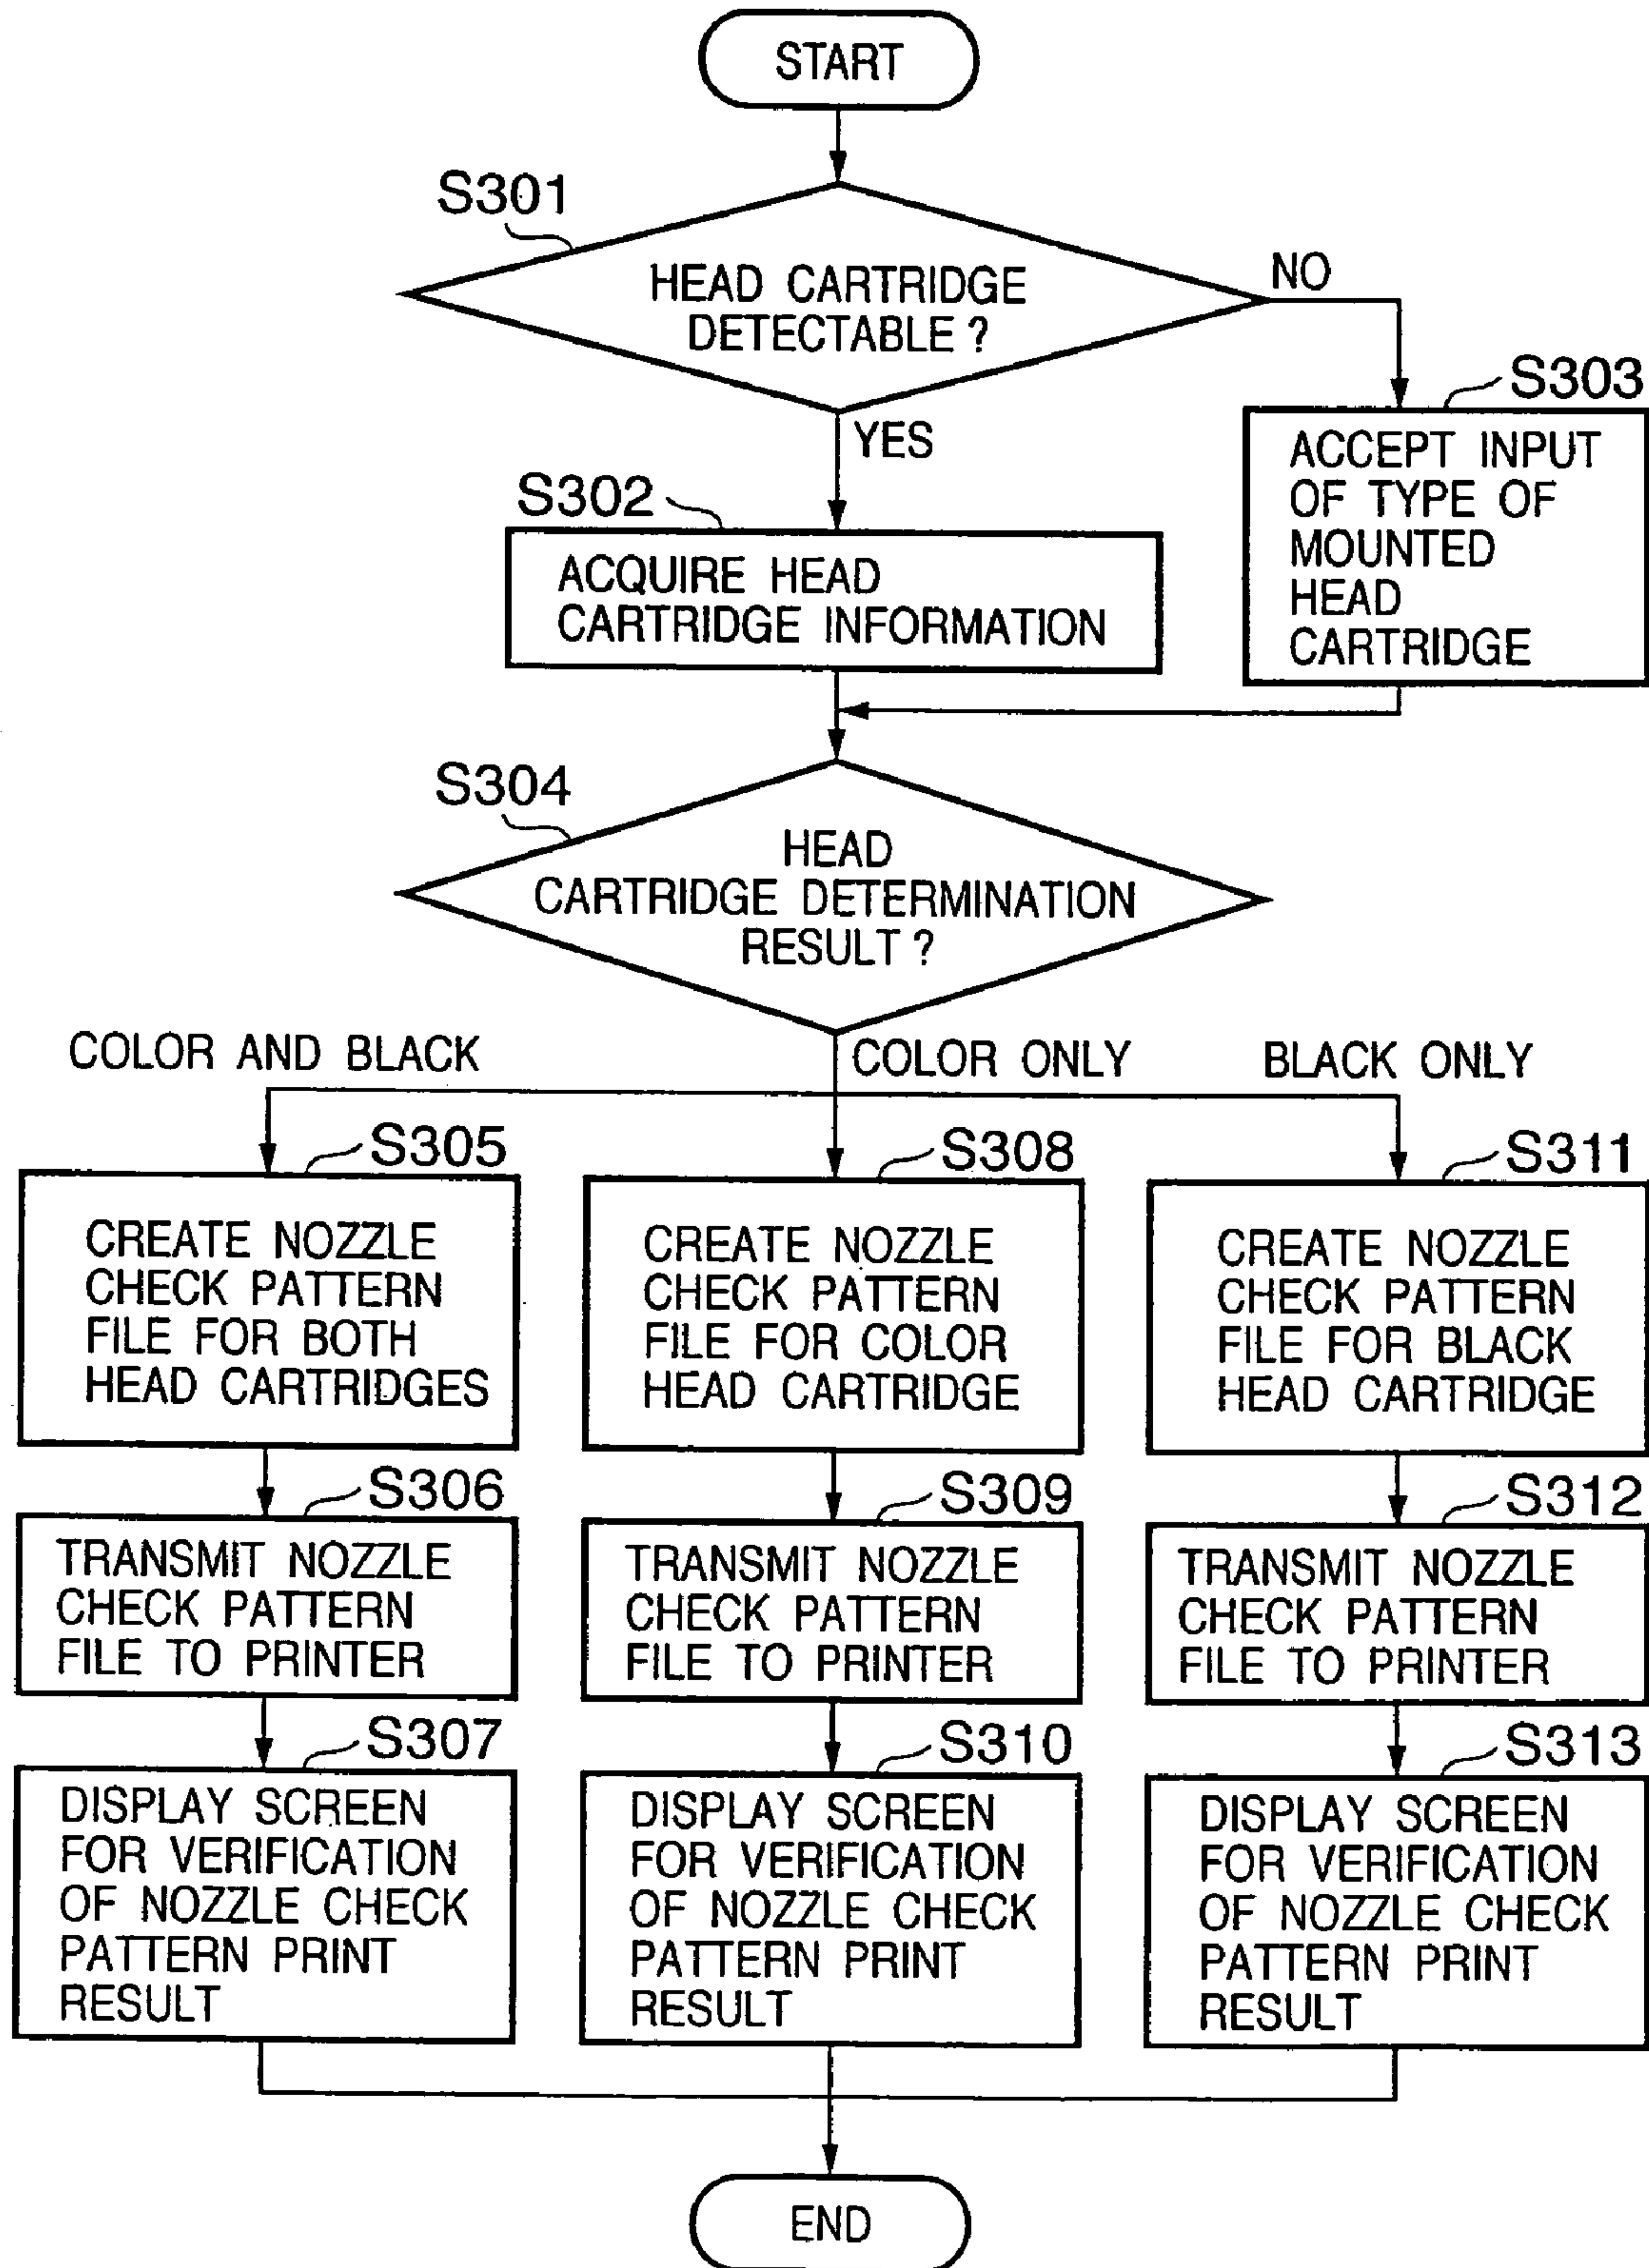 START
S301
HEAD CARTRIDGE
DETECTABLE ?
NO
YES
S303
ACCEPT INPUT
OF TYPE OF
MOUNTED
HEAD
CARTRIDGE
S302
ACQUIRE HEAD
CARTRIDGE INFORMATION
S304
HEAD
CARTRIDGE DETERMINATION
RESULT ?
COLOR AND BLACK
COLOR ONLY
BLACK ONLY
S305
CREATE NOZZLE
CHECK PATTERN
FILE FOR BOTH
HEAD CARTRIDGES
S306
TRANSMIT NOZZLE
CHECK PATTERN
FILE TO PRINTER
S307
DISPLAY SCREEN
FOR VERIFICATION
OF NOZZLE CHECK
PATTERN PRINT
RESULT
S308
CREATE NOZZLE
CHECK PATTERN
FILE FOR COLOR
HEAD CARTRIDGE
S309
TRANSMIT NOZZLE
CHECK PATTERN
FILE TO PRINTER
S310
DISPLAY SCREEN
FOR VERIFICATION
OF NOZZLE CHECK
PATTERN PRINT
RESULT
S311
CREATE NOZZLE
CHECK PATTERN
FILE FOR BLACK
HEAD CARTRIDGE
S312
TRANSMIT NOZZLE
CHECK PATTERN
FILE TO PRINTER
S313
DISPLAY SCREEN
FOR VERIFICATION
OF NOZZLE CHECK
PATTERN PRINT
RESULT
END